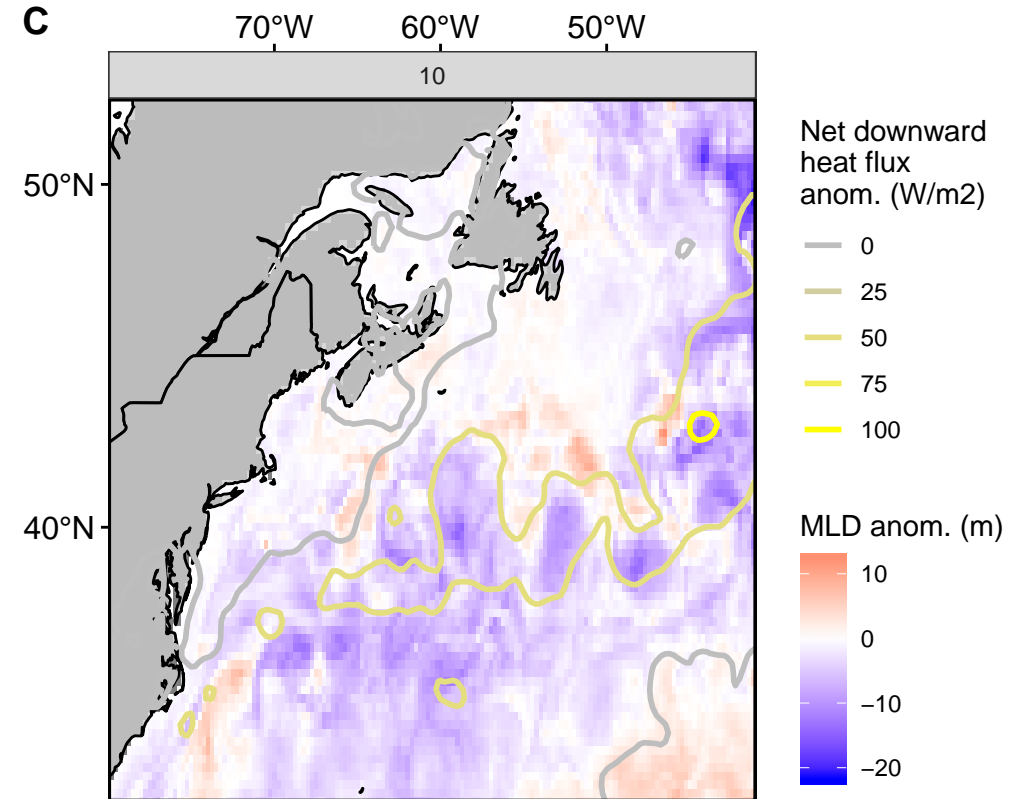 C
70°W 60°W 50°W
10
50°N
40°N
Net downward
heat flux
anom. (W/m2)
0
25
50
75
100
MLD anom. (m)
10
0
−10
−20